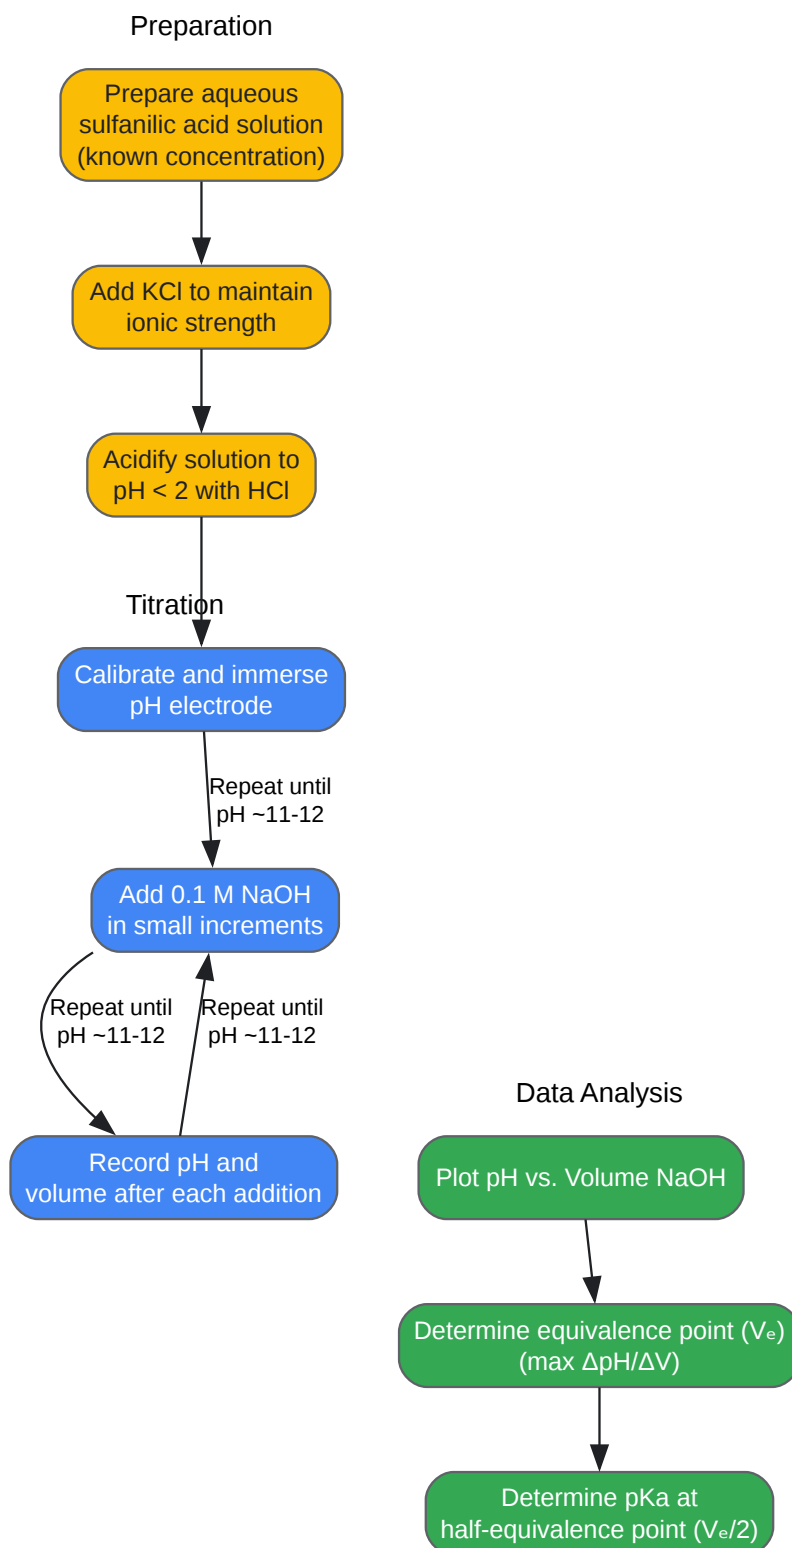 Preparation
Prepare aqueous
sulfanilic acid solution
(known concentration)
Add KCl to maintain
ionic strength
Acidify solution to
pH < 2 with HCl
Titration
Calibrate and immerse
pH electrode
Repeat until
pH ~11-12
Add 0.1 M NaOH
in small increments
Repeat until
pH ~11-12
Repeat until
pH ~11-12
Record pH and
volume after each addition
Data Analysis
Plot pH vs. Volume NaOH
Determine equivalence point (Vₑ)
(max ΔpH/ΔV)
Determine pKa at
half-equivalence point (Vₑ/2)